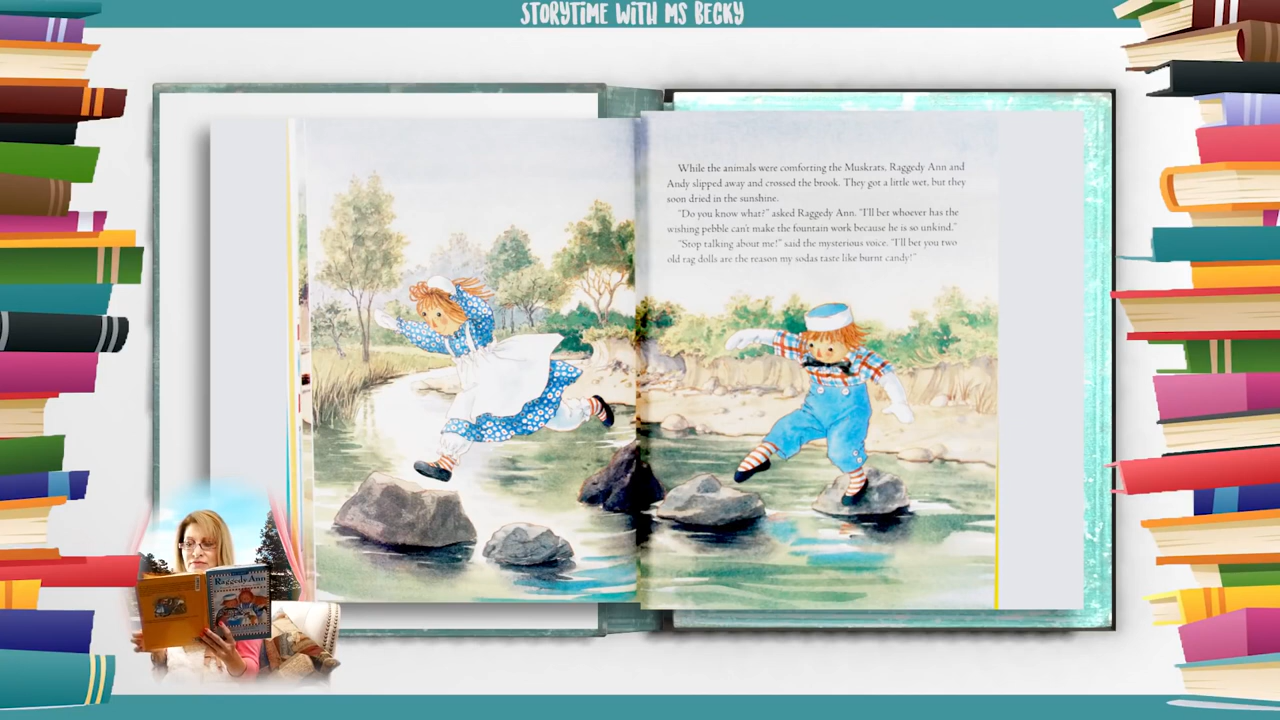 STORYTIME WITH MS BECKY
While the animals were comforting the Muskrats, Raggedy Ann and
Andy slipped away and crossed the brook. They got a little wet, but they
soon dried in the sunshine.
"Do you know what?" asked Raggedy Ann. "I'll bet whoever has the
wishing pebble can't make the fountain work because he is so unkind."
"Stop talking about me!" said the mysterious voice. "I'll bet you two
old rag dolls are the reason my sodas taste like burnt candy!"
Raggedy Ann